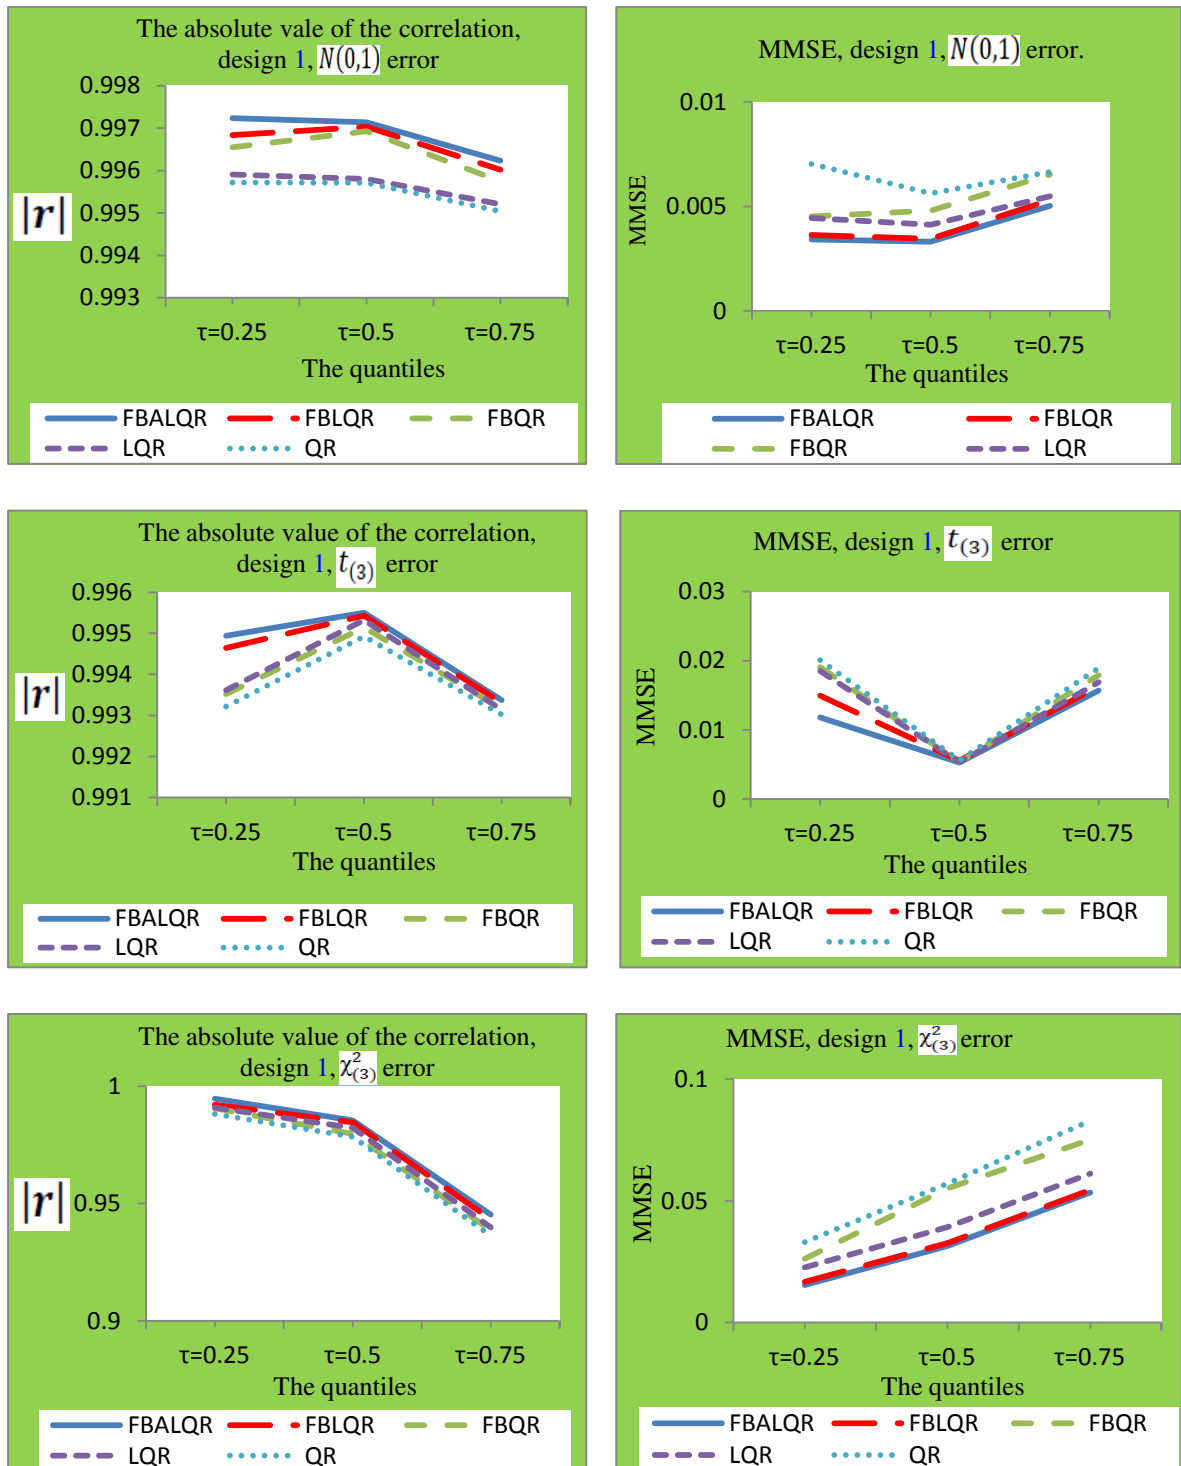 The absolute vale of the correlation,
design 1, N(0,1) error
0.998
0.997
0.996
0.995
0.994
0.993
|r|
τ=0.25 τ=0.5 τ=0.75
The quantiles
FBALQR FBLQR FBQR
LQR QR
MMSE, design 1, N(0,1) error.
0.01
0.005
0
MMSE
τ=0.25 τ=0.5 τ=0.75
The quantiles
FBALQR FBLQR
FBQR LQR
The absolute value of the correlation,
design 1, t(3) error
0.996
0.995
0.994
0.993
0.992
0.991
|r|
τ=0.25 τ=0.5 τ=0.75
The quantiles
FBALQR FBLQR FBQR
LQR QR
MMSE, design 1, t(3) error
0.03
0.02
0.01
0
MMSE
τ=0.25 τ=0.5 τ=0.75
The quantiles
FBALQR FBLQR FBQR
LQR QR
The absolute value of the correlation,
design 1, χ²(3) error
1
0.95
0.9
|r|
τ=0.25 τ=0.5 τ=0.75
The quantiles
FBALQR FBLQR FBQR
LQR QR
MMSE, design 1, χ²(3) error
0.1
0.05
0
MMSE
τ=0.25 τ=0.5 τ=0.75
The quantiles
FBALQR FBLQR FBQR
LQR QR